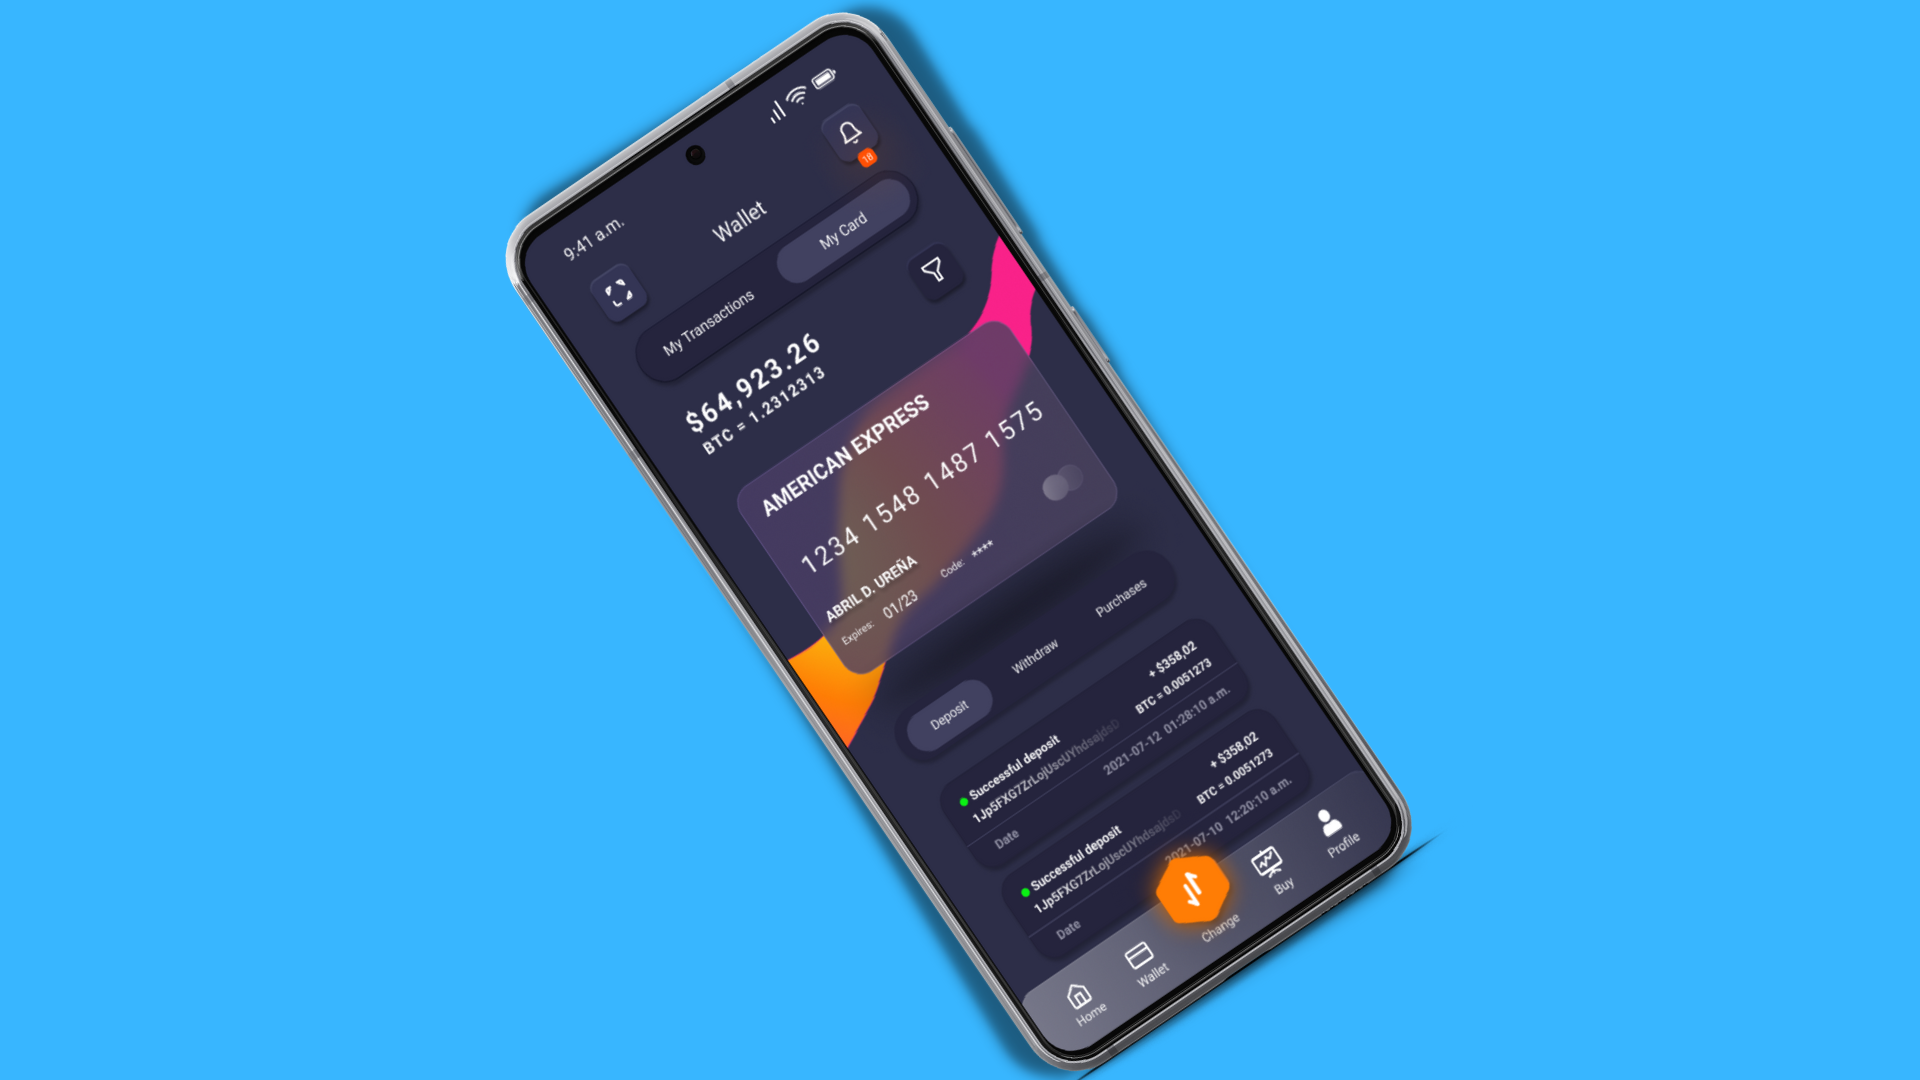 9:41 a.m.
18
Wallet
My Transactions
My Card
$64,923.26
BTC = 1.2312313
AMERICAN EXPRESS
1234 1548 1487 1575
ABRIL D. UREÑA
Code: ****
Expires: 01/23
Deposit
Withdraw
Purchases
Successful deposit
+ $358,02
1Jp5FXG7ZrLojUscUYhdsajdsD
BTC = 0.0051273
Date
2021-07-12 01:28:10 a.m.
Successful deposit
+ $358,02
1Jp5FXG7ZrLojUscUYhdsajdsD
BTC = 0.0051273
Date
2021-07-10 12:20:10 a.m.
Home
Wallet
Change
Buy
Profile